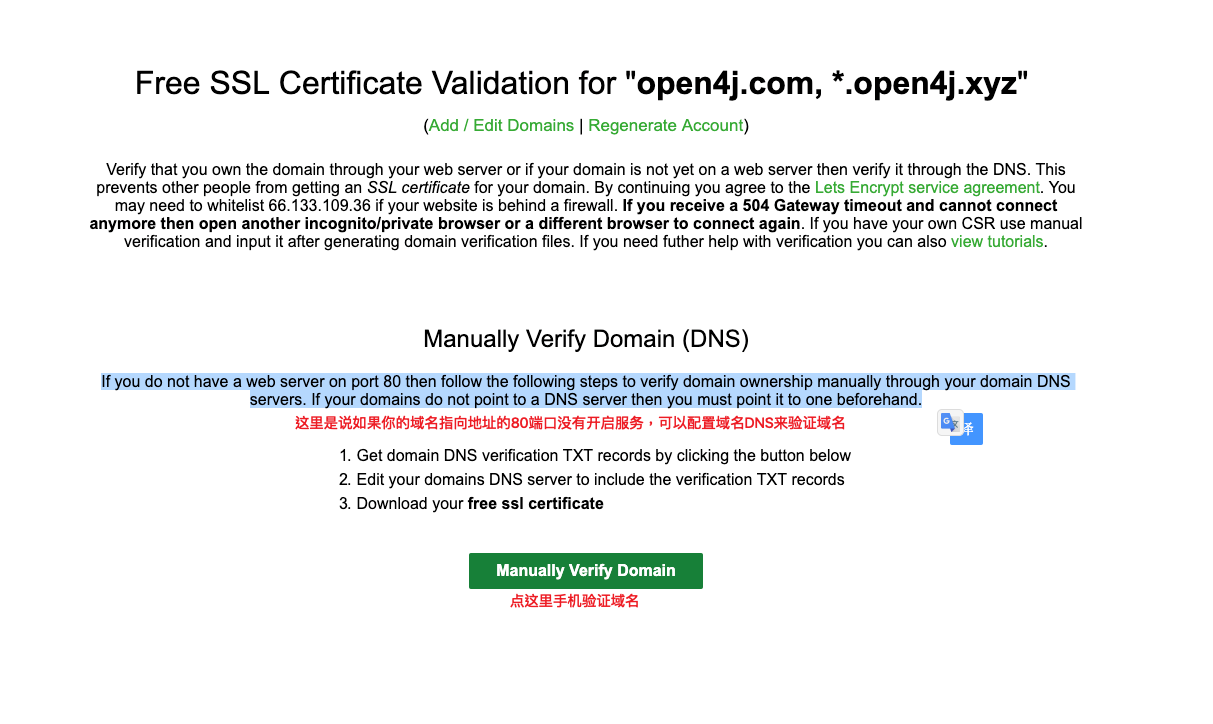 Free SSL Certificate Validation for "open4j.com, *.open4j.xyz"
(Add / Edit Domains | Regenerate Account)
Verify that you own the domain through your web server or if your domain is not yet on a web server then verify it through the DNS. This
prevents other people from getting an SSL certificate for your domain. By continuing you agree to the Lets Encrypt service agreement. You
may need to whitelist 66.133.109.36 if your website is behind a firewall. If you receive a 504 Gateway timeout and cannot connect
anymore then open another incognito/private browser or a different browser to connect again. If you have your own CSR use manual
verification and input it after generating domain verification files. If you need futher help with verification you can also view tutorials.
Manually Verify Domain (DNS)
If you do not have a web server on port 80 then follow the following steps to verify domain ownership manually through your domain DNS
servers. If your domains do not point to a DNS server then you must point it to one beforehand.
这里是说如果你的域名指向地址的80端口没有开启服务，可以配置域名DNS来验证域名
G 译
1. Get domain DNS verification TXT records by clicking the button below
2. Edit your domains DNS server to include the verification TXT records
3. Download your free ssl certificate
Manually Verify Domain
点这里手机验证域名